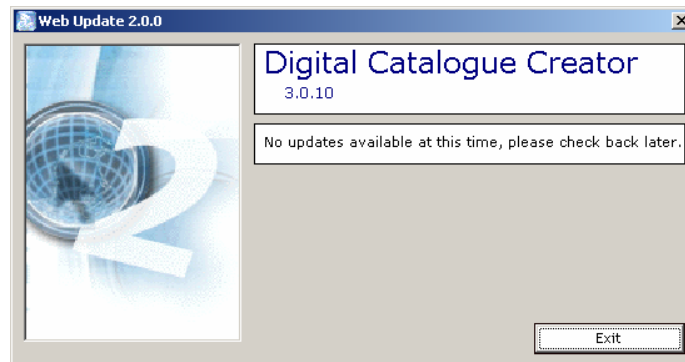 Web Update 2.0.0
Digital Catalogue Creator
3.0.10
No updates available at this time, please check back later.
2
Exit